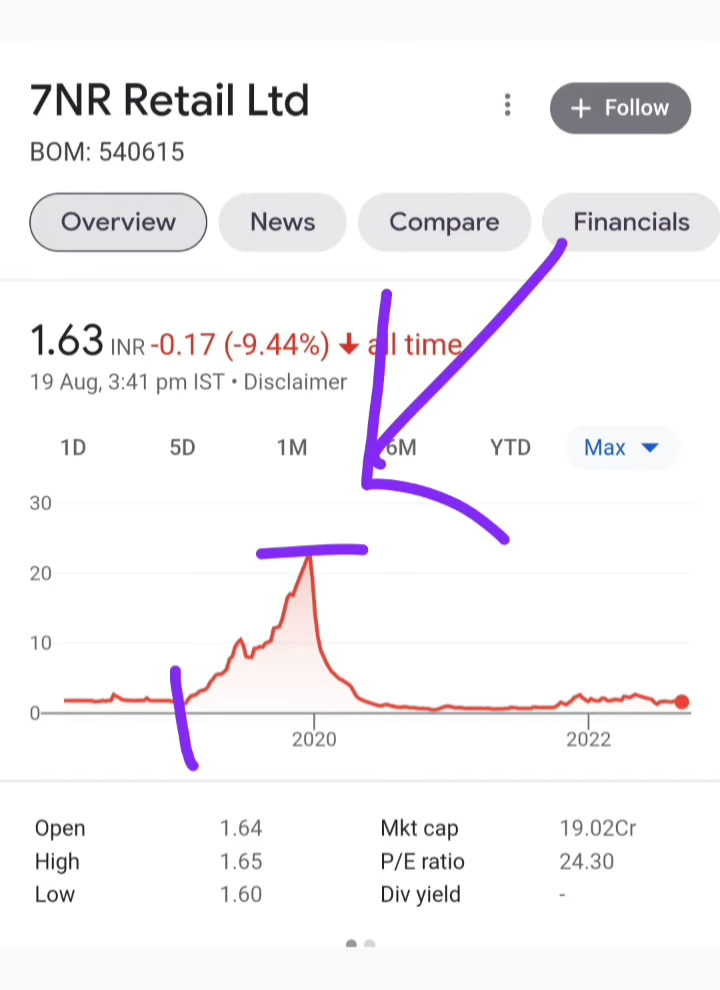 7NR Retail Ltd
+ Follow
BOM: 540615
Overview News Compare Financials
1.63 INR -0.17 (-9.44%) ↓ all time
19 Aug, 3:41 pm IST • Disclaimer
1D 5D 1M 6M YTD Max
30
20
10
0
2020 2022
Open 1.64 Mkt cap 19.02Cr
High 1.65 P/E ratio 24.30
Low 1.60 Div yield -